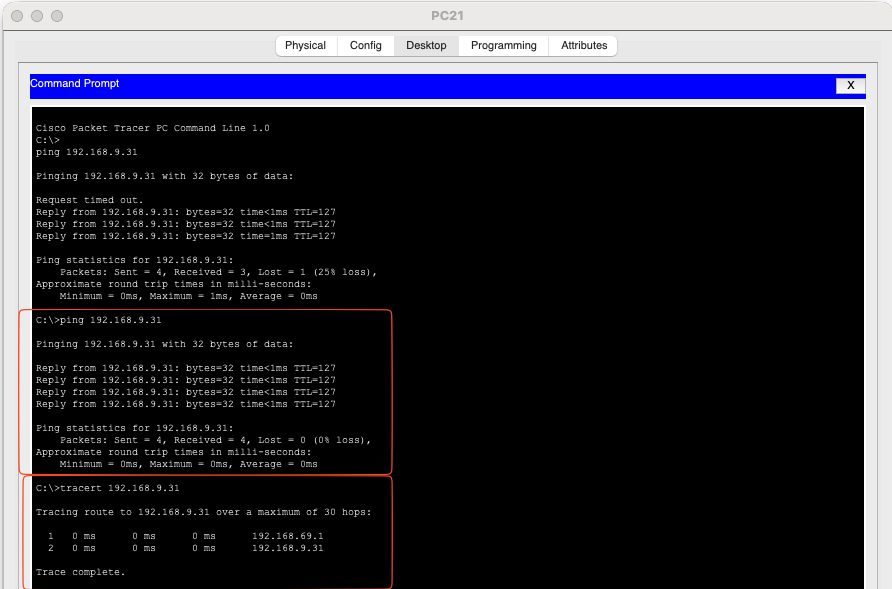 PC21
Physical Config Desktop Programming Attributes
Command Prompt
X
Cisco Packet Tracer PC Command Line 1.0
C:\>
ping 192.168.9.31
Pinging 192.168.9.31 with 32 bytes of data:
Request timed out.
Reply from 192.168.9.31: bytes=32 time<1ms TTL=127
Reply from 192.168.9.31: bytes=32 time<1ms TTL=127
Reply from 192.168.9.31: bytes=32 time=1ms TTL=127
Ping statistics for 192.168.9.31:
Packets: Sent = 4, Received = 3, Lost = 1 (25% loss),
Approximate round trip times in milli-seconds:
Minimum = 0ms, Maximum = 1ms, Average = 0ms
C:\>ping 192.168.9.31
Pinging 192.168.9.31 with 32 bytes of data:
Reply from 192.168.9.31: bytes=32 time<1ms TTL=127
Reply from 192.168.9.31: bytes=32 time<1ms TTL=127
Reply from 192.168.9.31: bytes=32 time<1ms TTL=127
Reply from 192.168.9.31: bytes=32 time<1ms TTL=127
Ping statistics for 192.168.9.31:
Packets: Sent = 4, Received = 4, Lost = 0 (0% loss),
Approximate round trip times in milli-seconds:
Minimum = 0ms, Maximum = 0ms, Average = 0ms
C:\>tracert 192.168.9.31
Tracing route to 192.168.9.31 over a maximum of 30 hops:
1 0 ms 0 ms 0 ms 192.168.69.1
2 0 ms 0 ms 0 ms 192.168.9.31
Trace complete.